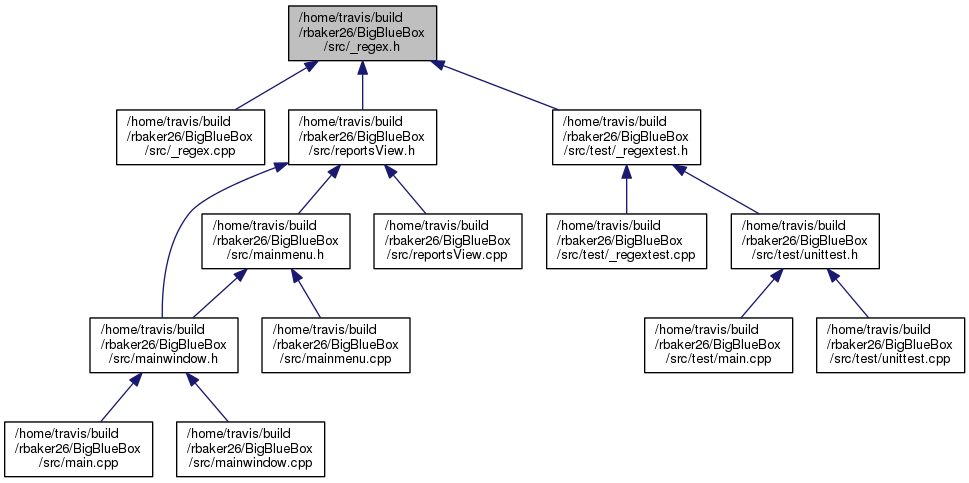 /home/travis/build
/rbaker26/BigBlueBox
/src/_regex.h
/home/travis/build
/rbaker26/BigBlueBox
/src/_regex.cpp
/home/travis/build
/rbaker26/BigBlueBox
/src/reportsView.h
/home/travis/build
/rbaker26/BigBlueBox
/src/test/_regextest.h
/home/travis/build
/rbaker26/BigBlueBox
/src/mainmenu.h
/home/travis/build
/rbaker26/BigBlueBox
/src/reportsView.cpp
/home/travis/build
/rbaker26/BigBlueBox
/src/test/_regextest.cpp
/home/travis/build
/rbaker26/BigBlueBox
/src/test/unittest.h
/home/travis/build
/rbaker26/BigBlueBox
/src/mainwindow.h
/home/travis/build
/rbaker26/BigBlueBox
/src/mainmenu.cpp
/home/travis/build
/rbaker26/BigBlueBox
/src/test/main.cpp
/home/travis/build
/rbaker26/BigBlueBox
/src/test/unittest.cpp
/home/travis/build
/rbaker26/BigBlueBox
/src/main.cpp
/home/travis/build
/rbaker26/BigBlueBox
/src/mainwindow.cpp